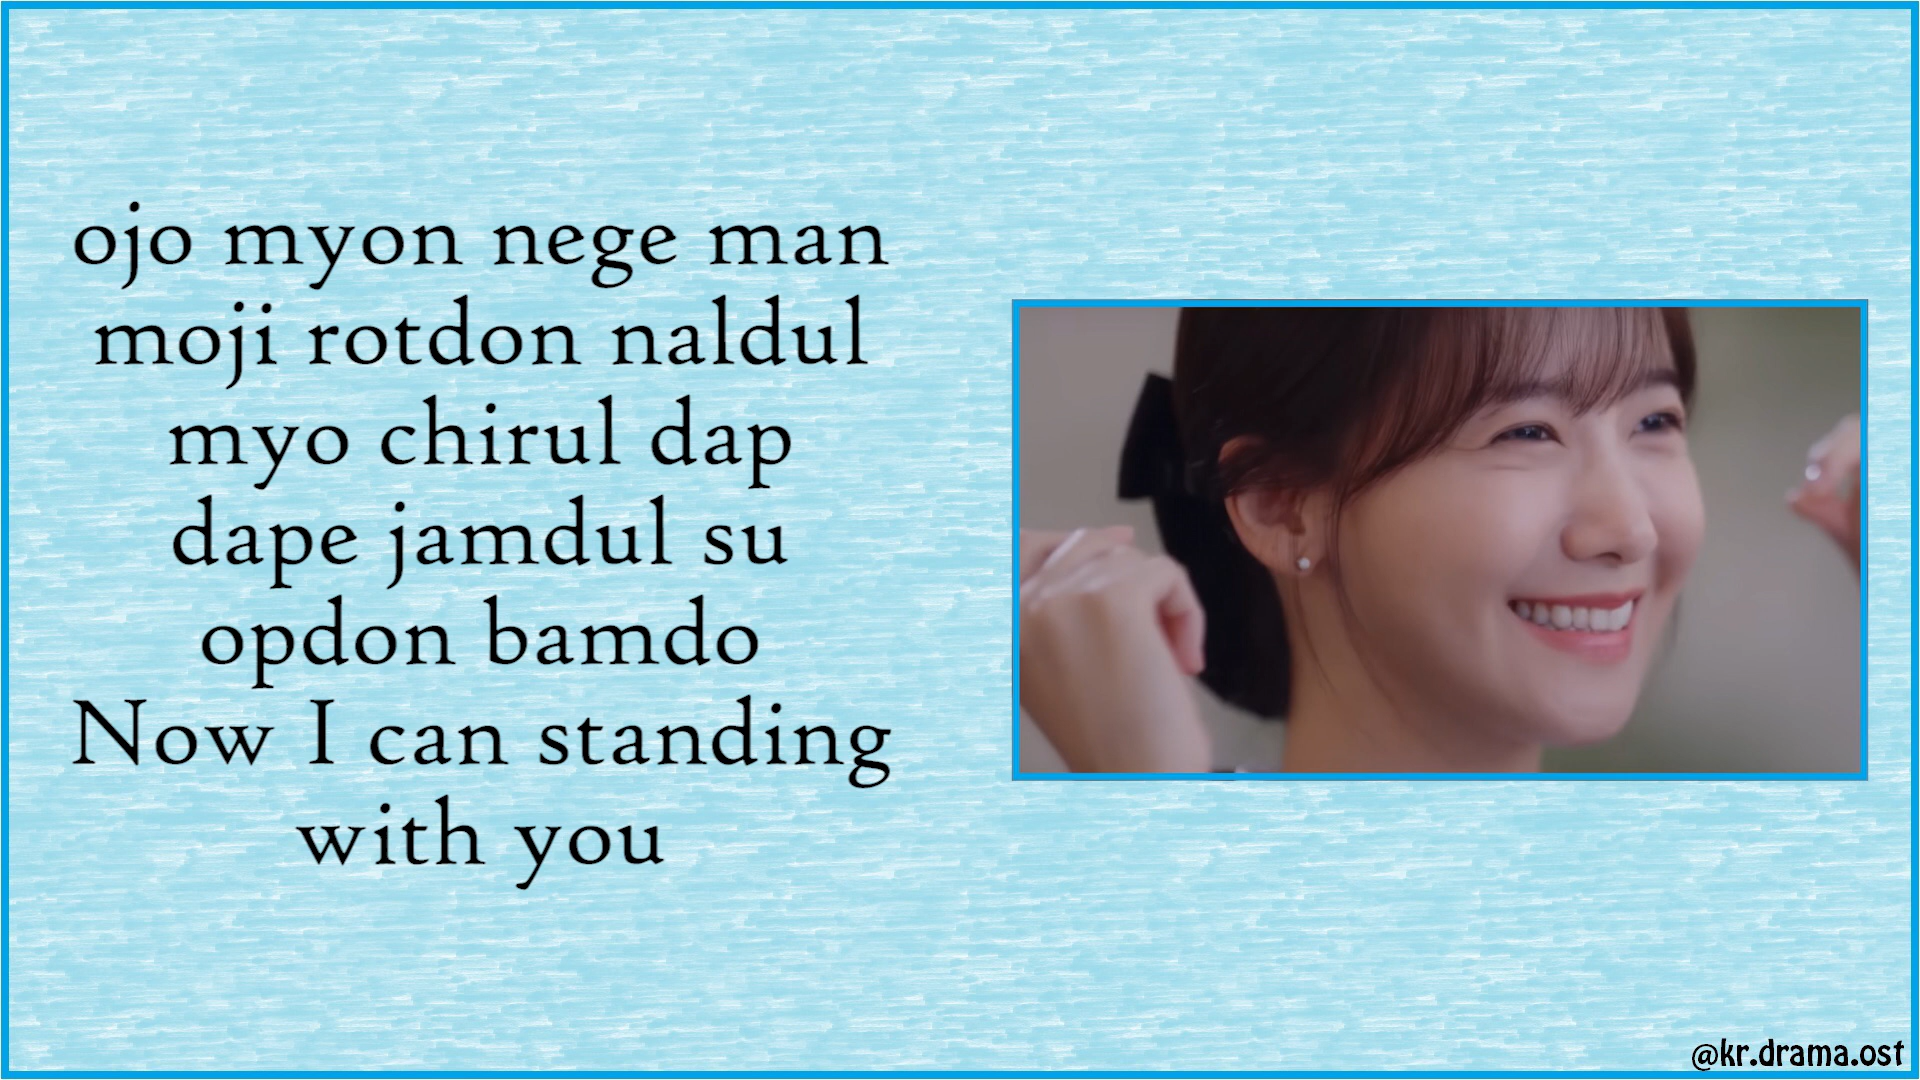 ojo myon nege man
moji rotdon naldul
myo chirul dap
dape jamdul su
opdon bamdo
Now I can standing
with you
@kr.drama.ost